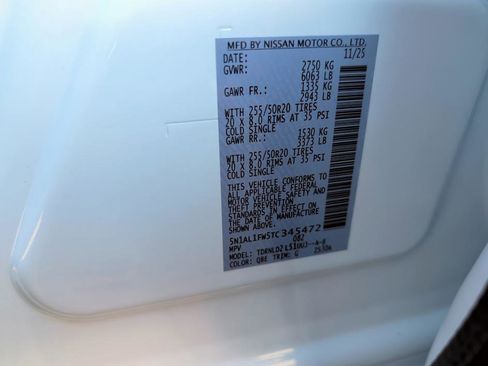 MFD BY NISSAN MOTOR CO., LTD.
DATE: 11/25
GVWR: 2750 KG
6063 LB
GAWR FR.: 1335 KG
2943 LB
WITH 255/50R20 TIRES
20 X 8.0 RIMS AT 35 PSI
COLD SINGLE
GAWR RR.: 1530 KG
3373 LB
WITH 255/50R20 TIRES
20 X 8.0 RIMS AT 35 PSI
COLD SINGLE
THIS VEHICLE CONFORMS TO
ALL APPLICABLE FEDERAL
MOTOR VEHICLE SAFETY AND
THEFT PREVENTION
STANDARDS IN EFFECT ON
THE DATE OF MANUFACTURE
SHOWN ABOVE.
5N1AL1FW5TC345472
MPV 08Z
MODEL:
COLOR: QBE TRIM: G